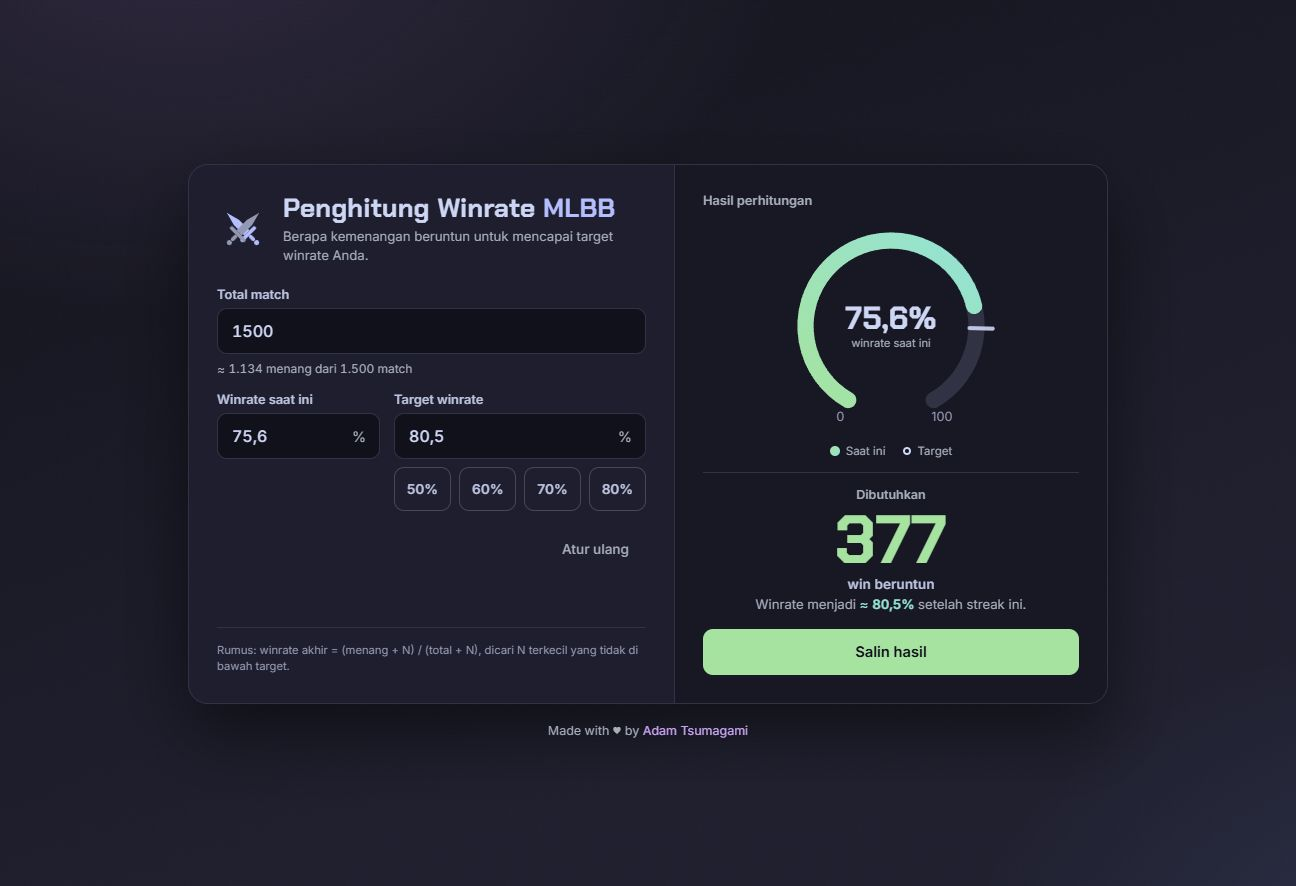 Penghitung Winrate MLBB
Berapa kemenangan beruntun untuk mencapai target
winrate Anda.
Total match
1500
≈ 1.134 menang dari 1.500 match
Winrate saat ini
75,6 %
Target winrate
80,5 %
50% 60% 70% 80%
Atur ulang
Rumus: winrate akhir = (menang + N) / (total + N), dicari N terkecil yang tidak di
bawah target.
Hasil perhitungan
75,6%
winrate saat ini
0 100
Saat ini Target
Dibutuhkan
377
win beruntun
Winrate menjadi ≈ 80,5% setelah streak ini.
Salin hasil
Made with ♥ by Adam Tsumagami